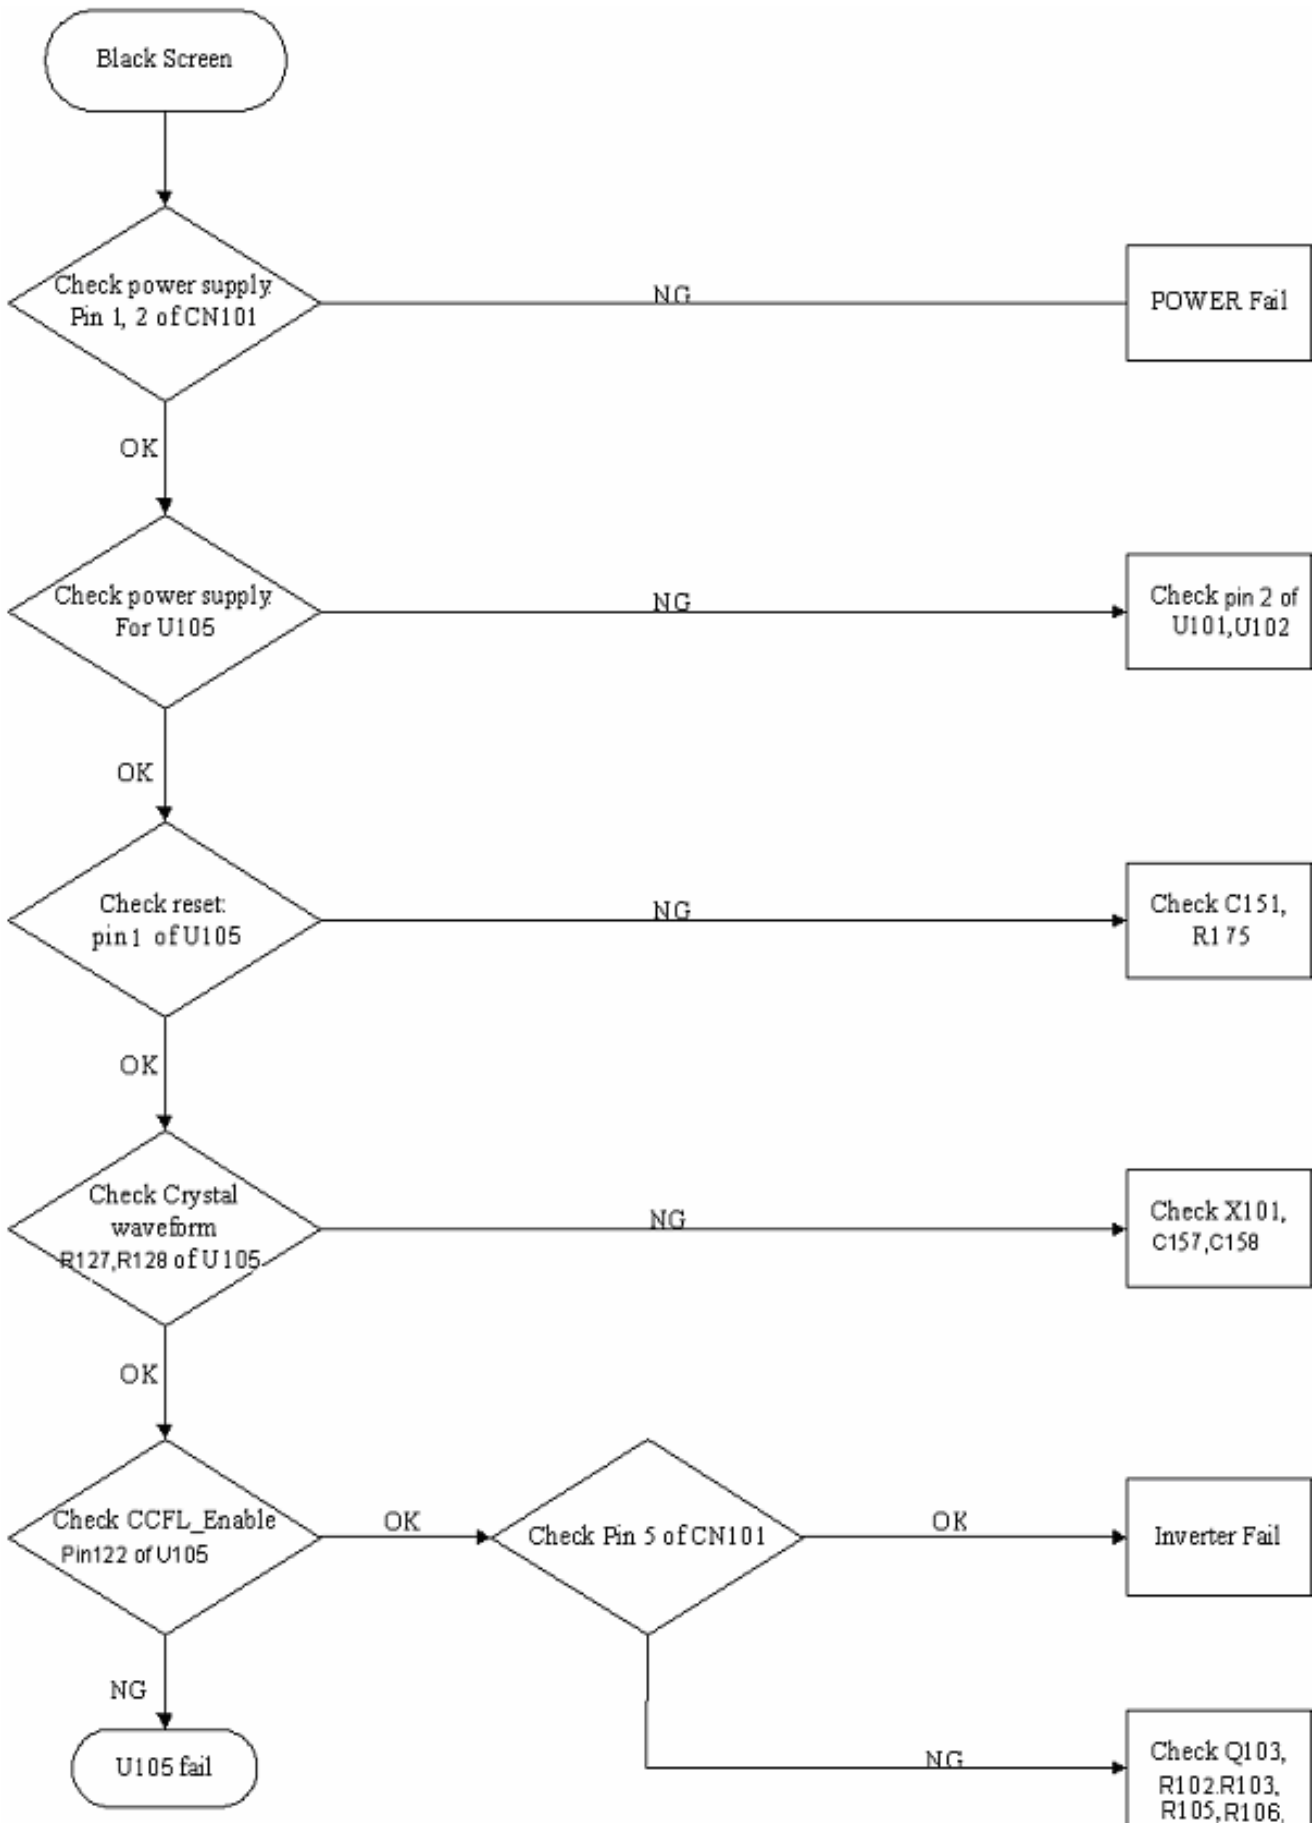 Black Screen
Check power supply.
Pin 1, 2 of CN101
NG
POWER Fail
OK
Check power supply.
For U105
NG
Check pin 2 of
U101,U102
OK
Check reset:
pin1 of U105
NG
Check C151,
R175
OK
Check Crystal
waveform
R127,R128 of U105
NG
Check X101,
C157,C158
OK
Check CCFL_Enable
Pin122 of U105
OK
Check Pin 5 of CN101
OK
Inverter Fail
NG
U105 fail
NG
Check Q103,
R102.R103,
R105,R106,